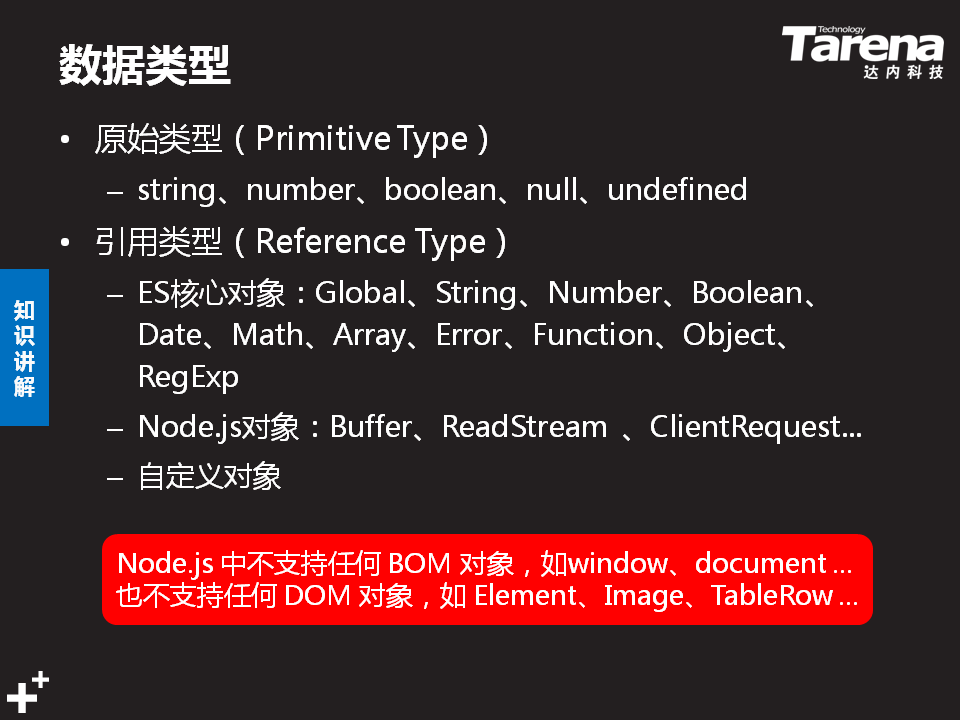 数据类型
Technology
Tarena
达内科技
• 原始类型（Primitive Type）
– string、number、boolean、null、undefined
• 引用类型（Reference Type）
– ES核心对象：Global、String、Number、Boolean、
Date、Math、Array、Error、Function、Object、
RegExp
– Node.js对象：Buffer、ReadStream 、ClientRequest...
– 自定义对象
知识讲解
Node.js 中不支持任何 BOM 对象，如window、document ...
也不支持任何 DOM 对象，如 Element、Image、TableRow ...